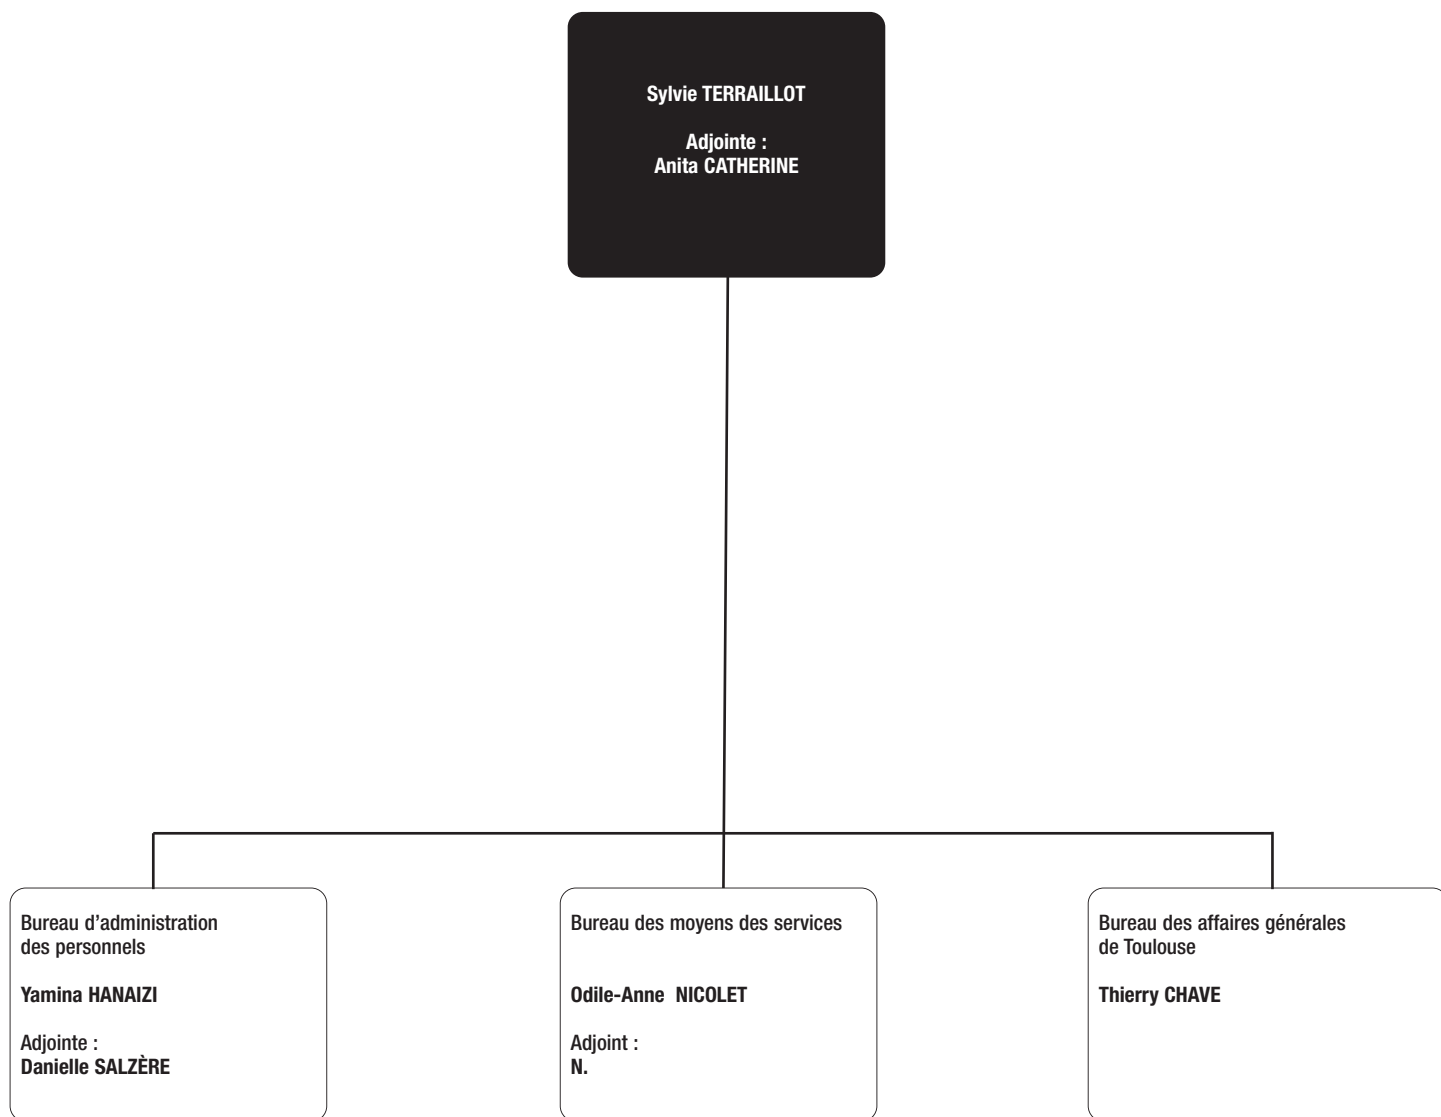 Sylvie TERRAILLOT
Adjointe :
Anita CATHERINE
Bureau d’administration
des personnels
Yamina HANAIZI
Adjointe :
Danielle SALZÈRE
Bureau des moyens des services
Odile-Anne NICOLET
Adjoint :
N.
Bureau des affaires générales
de Toulouse
Thierry CHAVE